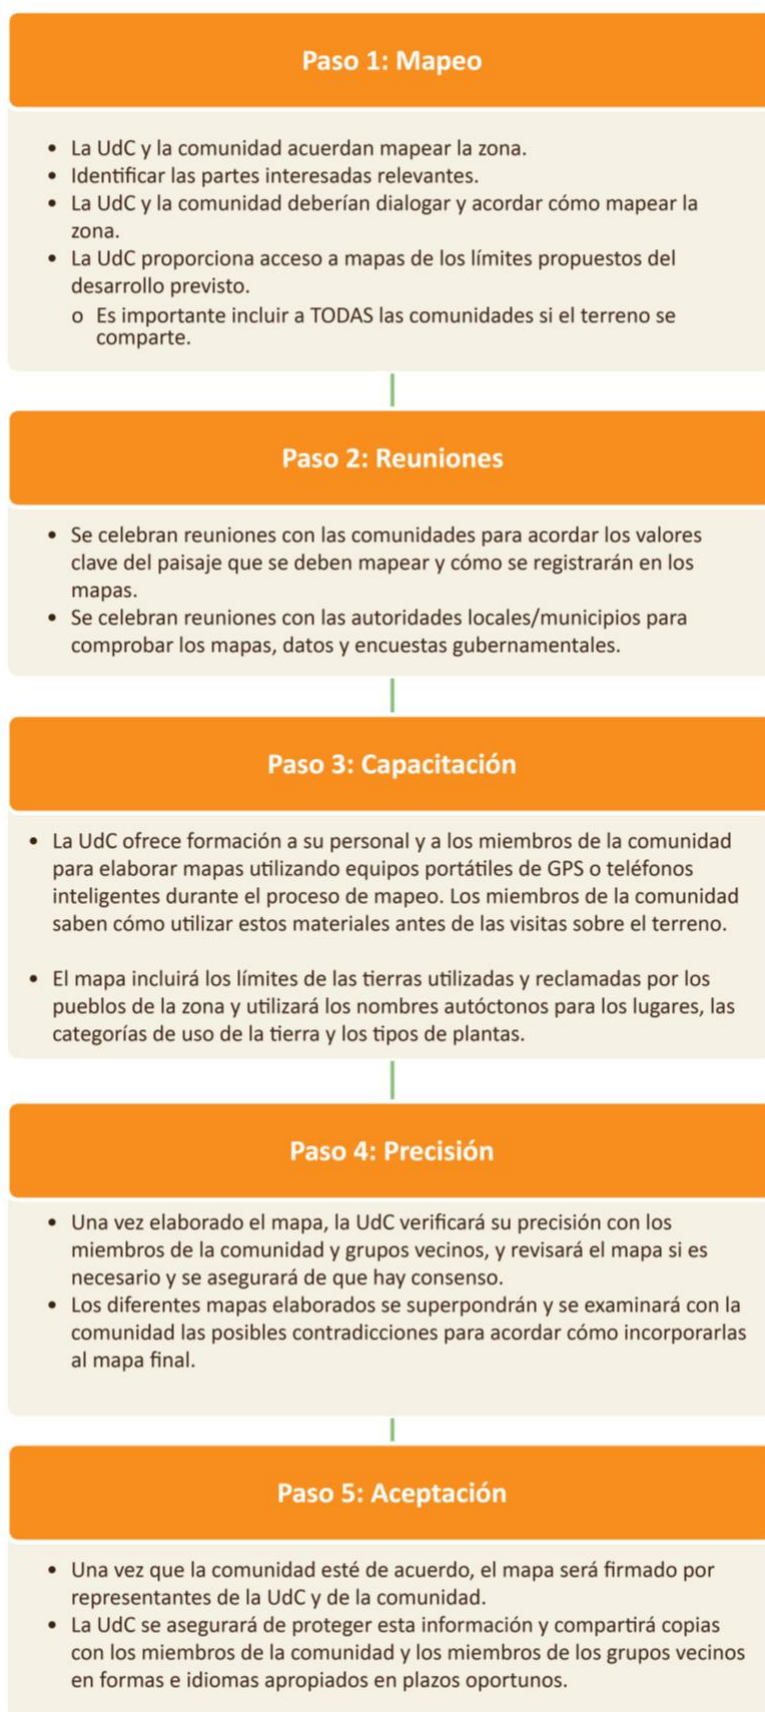 Paso 1: Mapeo
• La UdC y la comunidad acuerdan mapear la zona.
• Identificar las partes interesadas relevantes.
• La UdC y la comunidad deberían dialogar y acordar cómo mapear la
zona.
• La UdC proporciona acceso a mapas de los límites propuestos del
desarrollo previsto.
o Es importante incluir a TODAS las comunidades si el terreno se
comparte.
Paso 2: Reuniones
• Se celebran reuniones con las comunidades para acordar los valores
clave del paisaje que se deben mapear y cómo se registrarán en los
mapas.
• Se celebran reuniones con las autoridades locales/municipios para
comprobar los mapas, datos y encuestas gubernamentales.
Paso 3: Capacitación
• La UdC ofrece formación a su personal y a los miembros de la comunidad
para elaborar mapas utilizando equipos portátiles de GPS o teléfonos
inteligentes durante el proceso de mapeo. Los miembros de la comunidad
saben cómo utilizar estos materiales antes de las visitas sobre el terreno.
• El mapa incluirá los límites de las tierras utilizadas y reclamadas por los
pueblos de la zona y utilizará los nombres autóctonos para los lugares, las
categorías de uso de la tierra y los tipos de plantas.
Paso 4: Precisión
• Una vez elaborado el mapa, la UdC verificará su precisión con los
miembros de la comunidad y grupos vecinos, y revisará el mapa si es
necesario y se asegurará de que hay consenso.
• Los diferentes mapas elaborados se superpondrán y se examinará con la
comunidad las posibles contradicciones para acordar cómo incorporarlas
al mapa final.
Paso 5: Aceptación
• Una vez que la comunidad esté de acuerdo, el mapa será firmado por
representantes de la UdC y de la comunidad.
• La UdC se asegurará de proteger esta información y compartirá copias
con los miembros de la comunidad y los miembros de los grupos vecinos
en formas e idiomas apropiados en plazos oportunos.